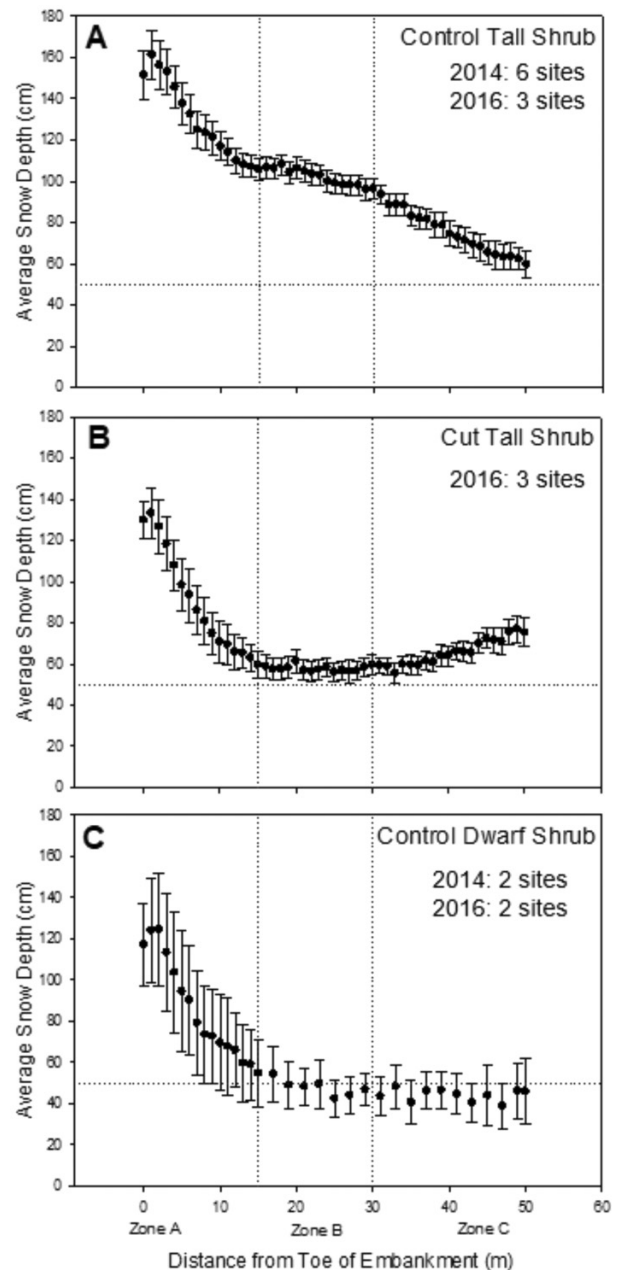 A
Control Tall Shrub
2014: 6 sites
2016: 3 sites
Average Snow Depth (cm)
180
160
140
120
100
80
60
40
20
0
B
Cut Tall Shrub
2016: 3 sites
Average Snow Depth (cm)
180
160
140
120
100
80
60
40
20
0
C
Control Dwarf Shrub
2014: 2 sites
2016: 2 sites
Average Snow Depth (cm)
180
160
140
120
100
80
60
40
20
0
0 10 20 30 40 50 60
Zone A Zone B Zone C
Distance from Toe of Embankment (m)